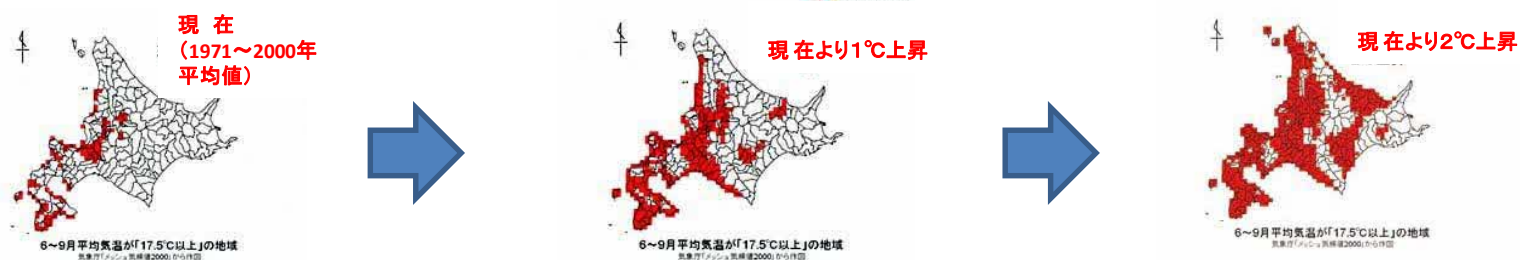 現 在
（1971～2000年
平均値）
6～9月平均気温が「17.5℃以上」の地域
気象庁「メッシュ気候値2000」から作図
現在より1℃上昇
6～9月平均気温が「17.5℃以上」の地域
気象庁「メッシュ気候値2000」から作図
現在より2℃上昇
6～9月平均気温が「17.5℃以上」の地域
気象庁「メッシュ気候値2000」から作図